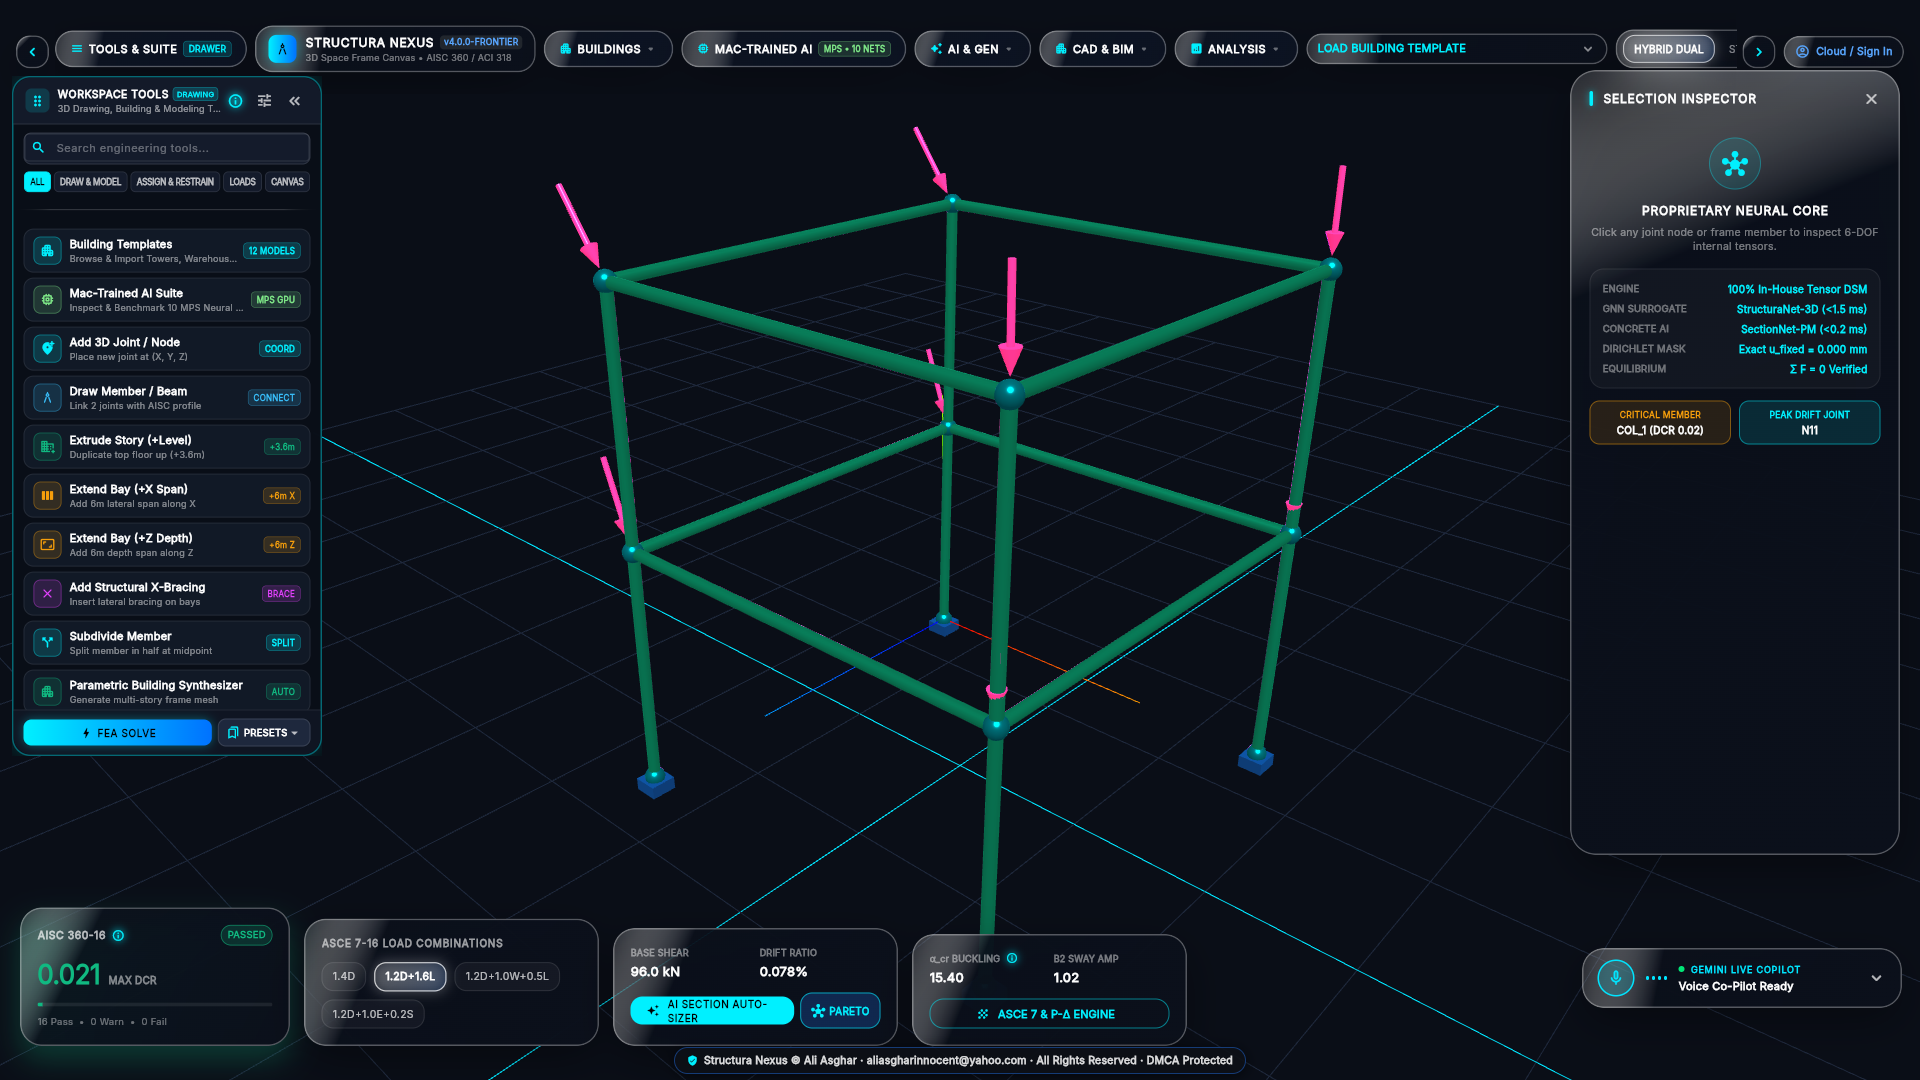 TOOLS & SUITE DRAWER
STRUCTURA NEXUS v4.0.0-FRONTIER
3D Space Frame Canvas • AISC 360 / ACI 318
BUILDINGS
MAC-TRAINED AI MPS • 10 NETS
AI & GEN
CAD & BIM
ANALYSIS
LOAD BUILDING TEMPLATE
HYBRID DUAL
Cloud / Sign In
WORKSPACE TOOLS DRAWING
3D Drawing, Building & Modeling T...
Search engineering tools...
ALL DRAW & MODEL ASSIGN & RESTRAIN LOADS CANVAS
Building Templates
Browse & Import Towers, Warehous...
12 MODELS
Mac-Trained AI Suite
Inspect & Benchmark 10 MPS Neural ...
MPS GPU
Add 3D Joint / Node
Place new joint at (X, Y, Z)
COORD
Draw Member / Beam
Link 2 joints with AISC profile
CONNECT
Extrude Story (+Level)
Duplicate top floor up (+3.6m)
+3.6m
Extend Bay (+X Span)
Add 6m lateral span along X
+6m X
Extend Bay (+Z Depth)
Add 6m depth span along Z
+6m Z
Add Structural X-Bracing
Insert lateral bracing on bays
BRACE
Subdivide Member
Split member in half at midpoint
SPLIT
Parametric Building Synthesizer
Generate multi-story frame mesh
AUTO
FEA SOLVE
PRESETS
SELECTION INSPECTOR
PROPRIETARY NEURAL CORE
Click any joint node or frame member to inspect 6-DOF
internal tensors.
ENGINE 100% In-House Tensor DSM
GNN SURROGATE StructuraNet-3D (<1.5 ms)
CONCRETE AI SectionNet-PM (<0.2 ms)
DIRICHLET MASK Exact u_fixed = 0.000 mm
EQUILIBRIUM Σ F = 0 Verified
CRITICAL MEMBER
COL_1 (DCR 0.02)
PEAK DRIFT JOINT
N11
AISC 360-16 PASSED
0.021 MAX DCR
16 Pass • 0 Warn • 0 Fail
ASCE 7-16 LOAD COMBINATIONS
1.4D 1.2D+1.6L 1.2D+1.0W+0.5L
1.2D+1.0E+0.2S
BASE SHEAR DRIFT RATIO
96.0 kN 0.078%
AI SECTION AUTO-
SIZER
PARETO
α_cr BUCKLING B2 SWAY AMP
15.40 1.02
ASCE 7 & P-Δ ENGINE
GEMINI LIVE COPILOT
Voice Co-Pilot Ready
Structura Nexus © Ali Asghar · aliasgharinnocent@yahoo.com · All Rights Reserved · DMCA Protected